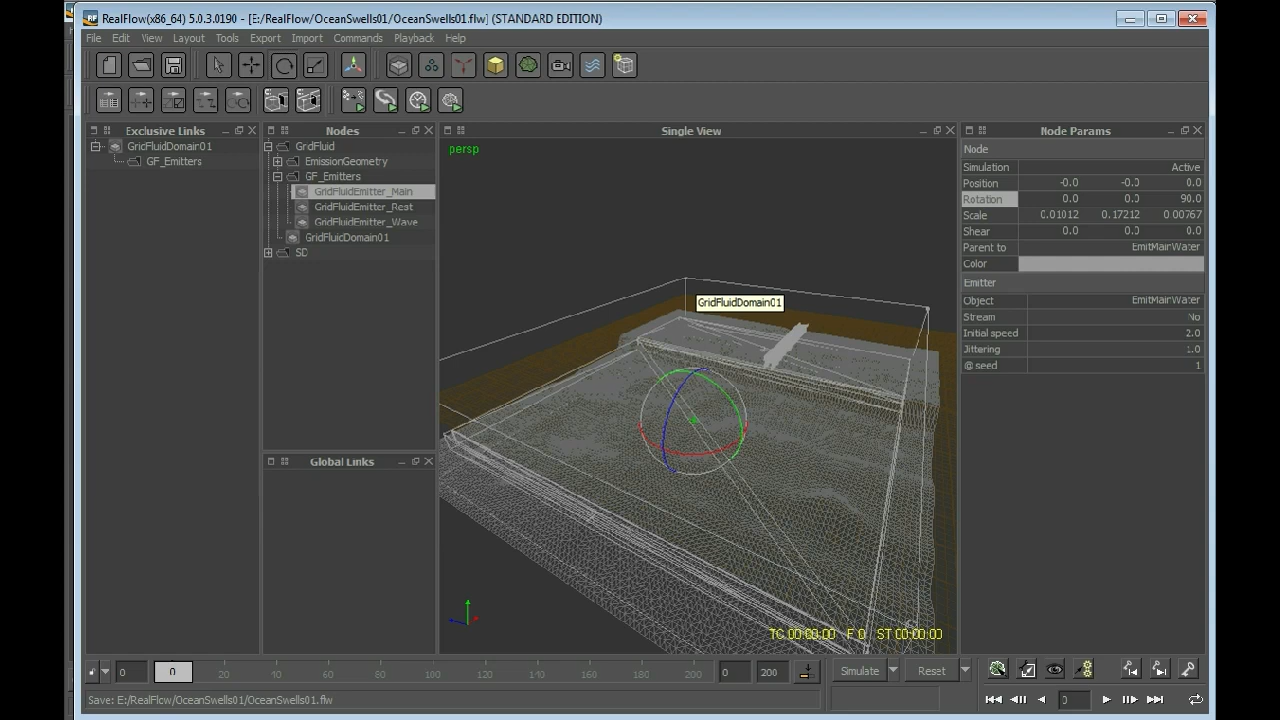 RealFlow(x86_64) 5.0.3.0190 - [E:/RealFlow/OceanSwells01/OceanSwells01.flw] (STANDARD EDITION)
File Edit View Layout Tools Export Import Commands Playback Help
Exclusive Links
GridFluidDomain01
GF_Emitters
Nodes
GridFluid
EmissionGeometry
GF_Emitters
GridFluidEmitter_Main
GridFluidEmitter_Rest
GridFluidEmitter_Wave
GridFluidDomain01
SD
Global Links
Single View
persp
GridFluidDomain01
TC 00:00:00 F 0 ST 00:00:00
Node Params
Node
Simulation Active
Position -0.0 -0.0 0.0
Rotation 0.0 0.0 90.0
Scale 0.01012 0.17212 0.00767
Shear 0.0 0.0 0.0
Parent to EmitMainWater
Color
Emitter
Object EmitMainWater
Stream No
Initial speed 2.0
Jittering 1.0
@ seed 1
0 0 20 40 60 80 100 120 140 160 180 200 0 200 Simulate Reset
Save: E:/RealFlow/OceanSwells01/OceanSwells01.flw
0